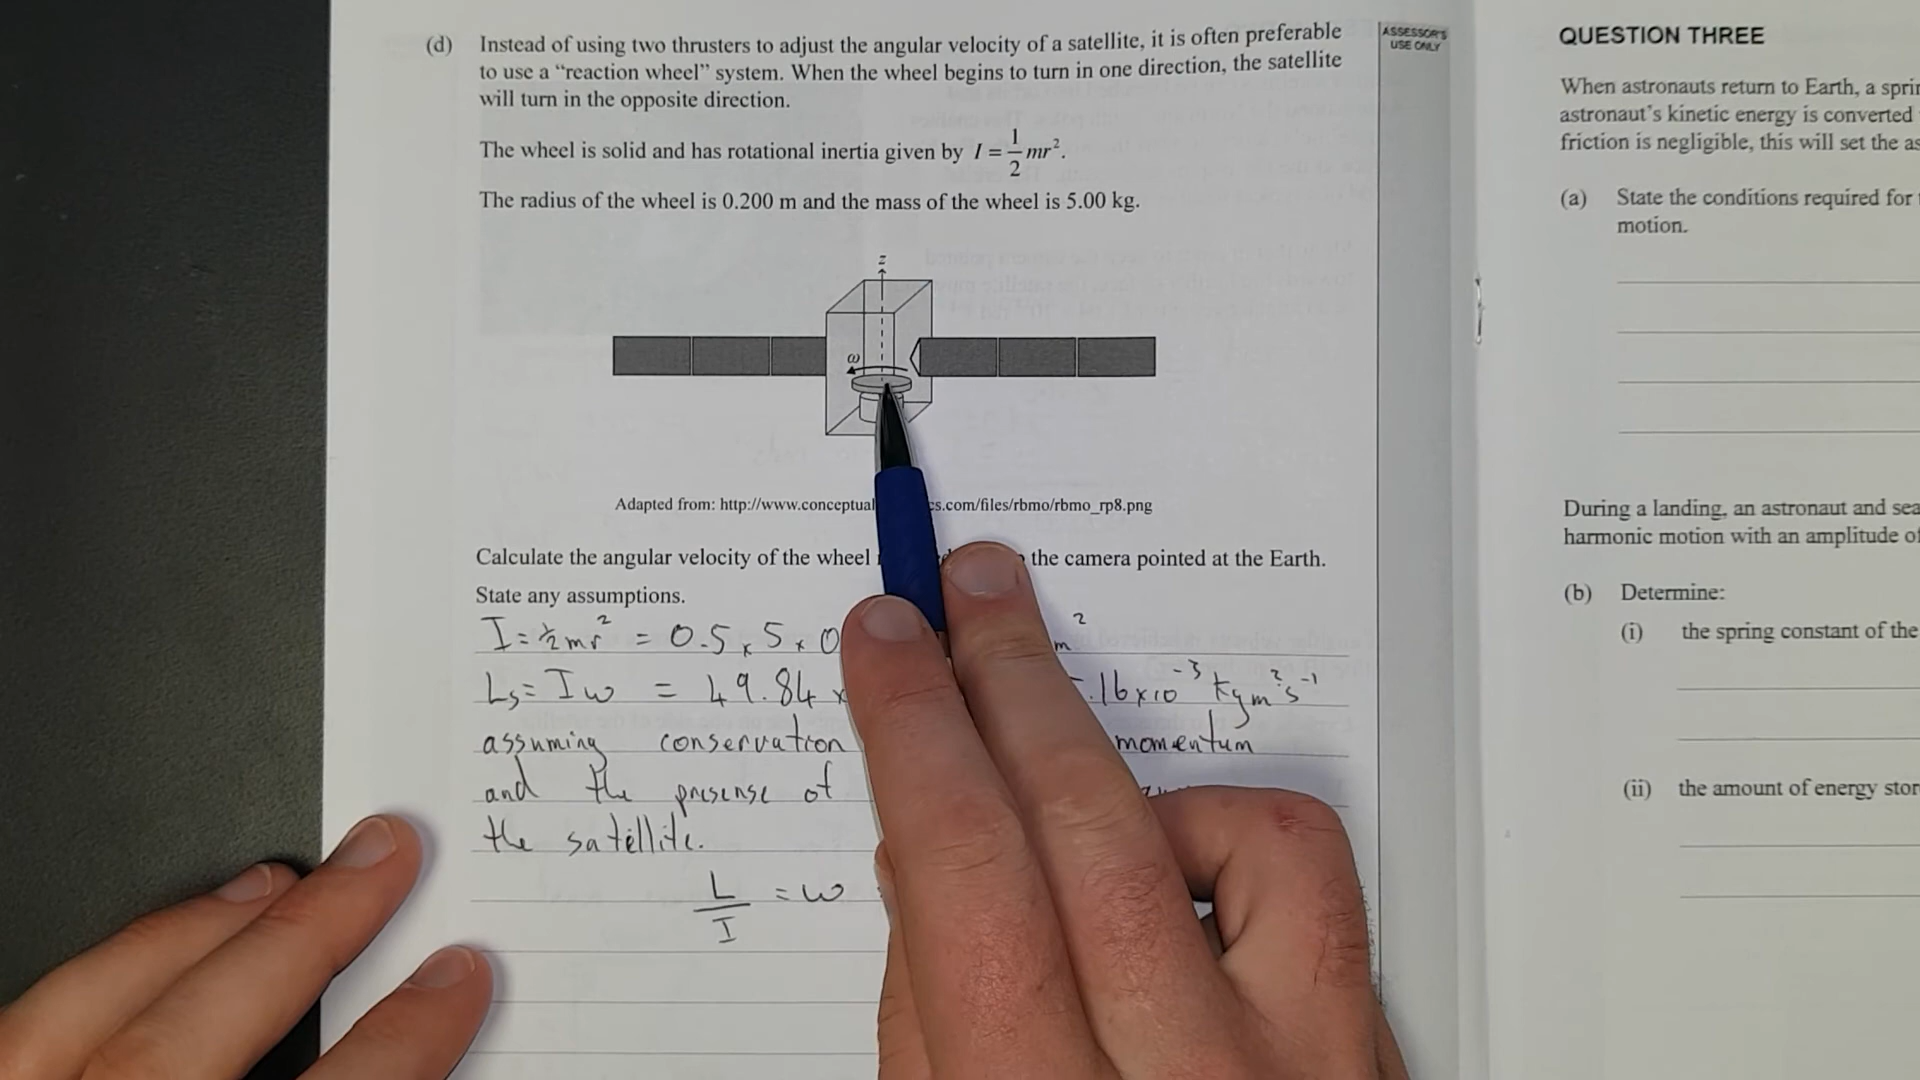 (d) Instead of using two thrusters to adjust the angular velocity of a satellite, it is often preferable
to use a “reaction wheel” system. When the wheel begins to turn in one direction, the satellite
will turn in the opposite direction.
The wheel is solid and has rotational inertia given by I = 1/2 mr².
The radius of the wheel is 0.200 m and the mass of the wheel is 5.00 kg.
z
ω
Adapted from: http://www.conceptual s.com/files/rbmo/rbmo_rp8.png
Calculate the angular velocity of the wheel the camera pointed at the Earth.
State any assumptions.
I = ½mr² = 0.5 x 5 x 0 m²
Ls = Iω = 49.84 x .16x10⁻³ kgm²s⁻¹
assuming conservation momentum
and the presense of
the satellite.
L/I = ω
ASSESSOR'S
USE ONLY
QUESTION THREE
When astronauts return to Earth, a sprin
astronaut's kinetic energy is converted
friction is negligible, this will set the as
(a) State the conditions required for
motion.
During a landing, an astronaut and sea
harmonic motion with an amplitude of
(b) Determine:
(i) the spring constant of the
(ii) the amount of energy stor